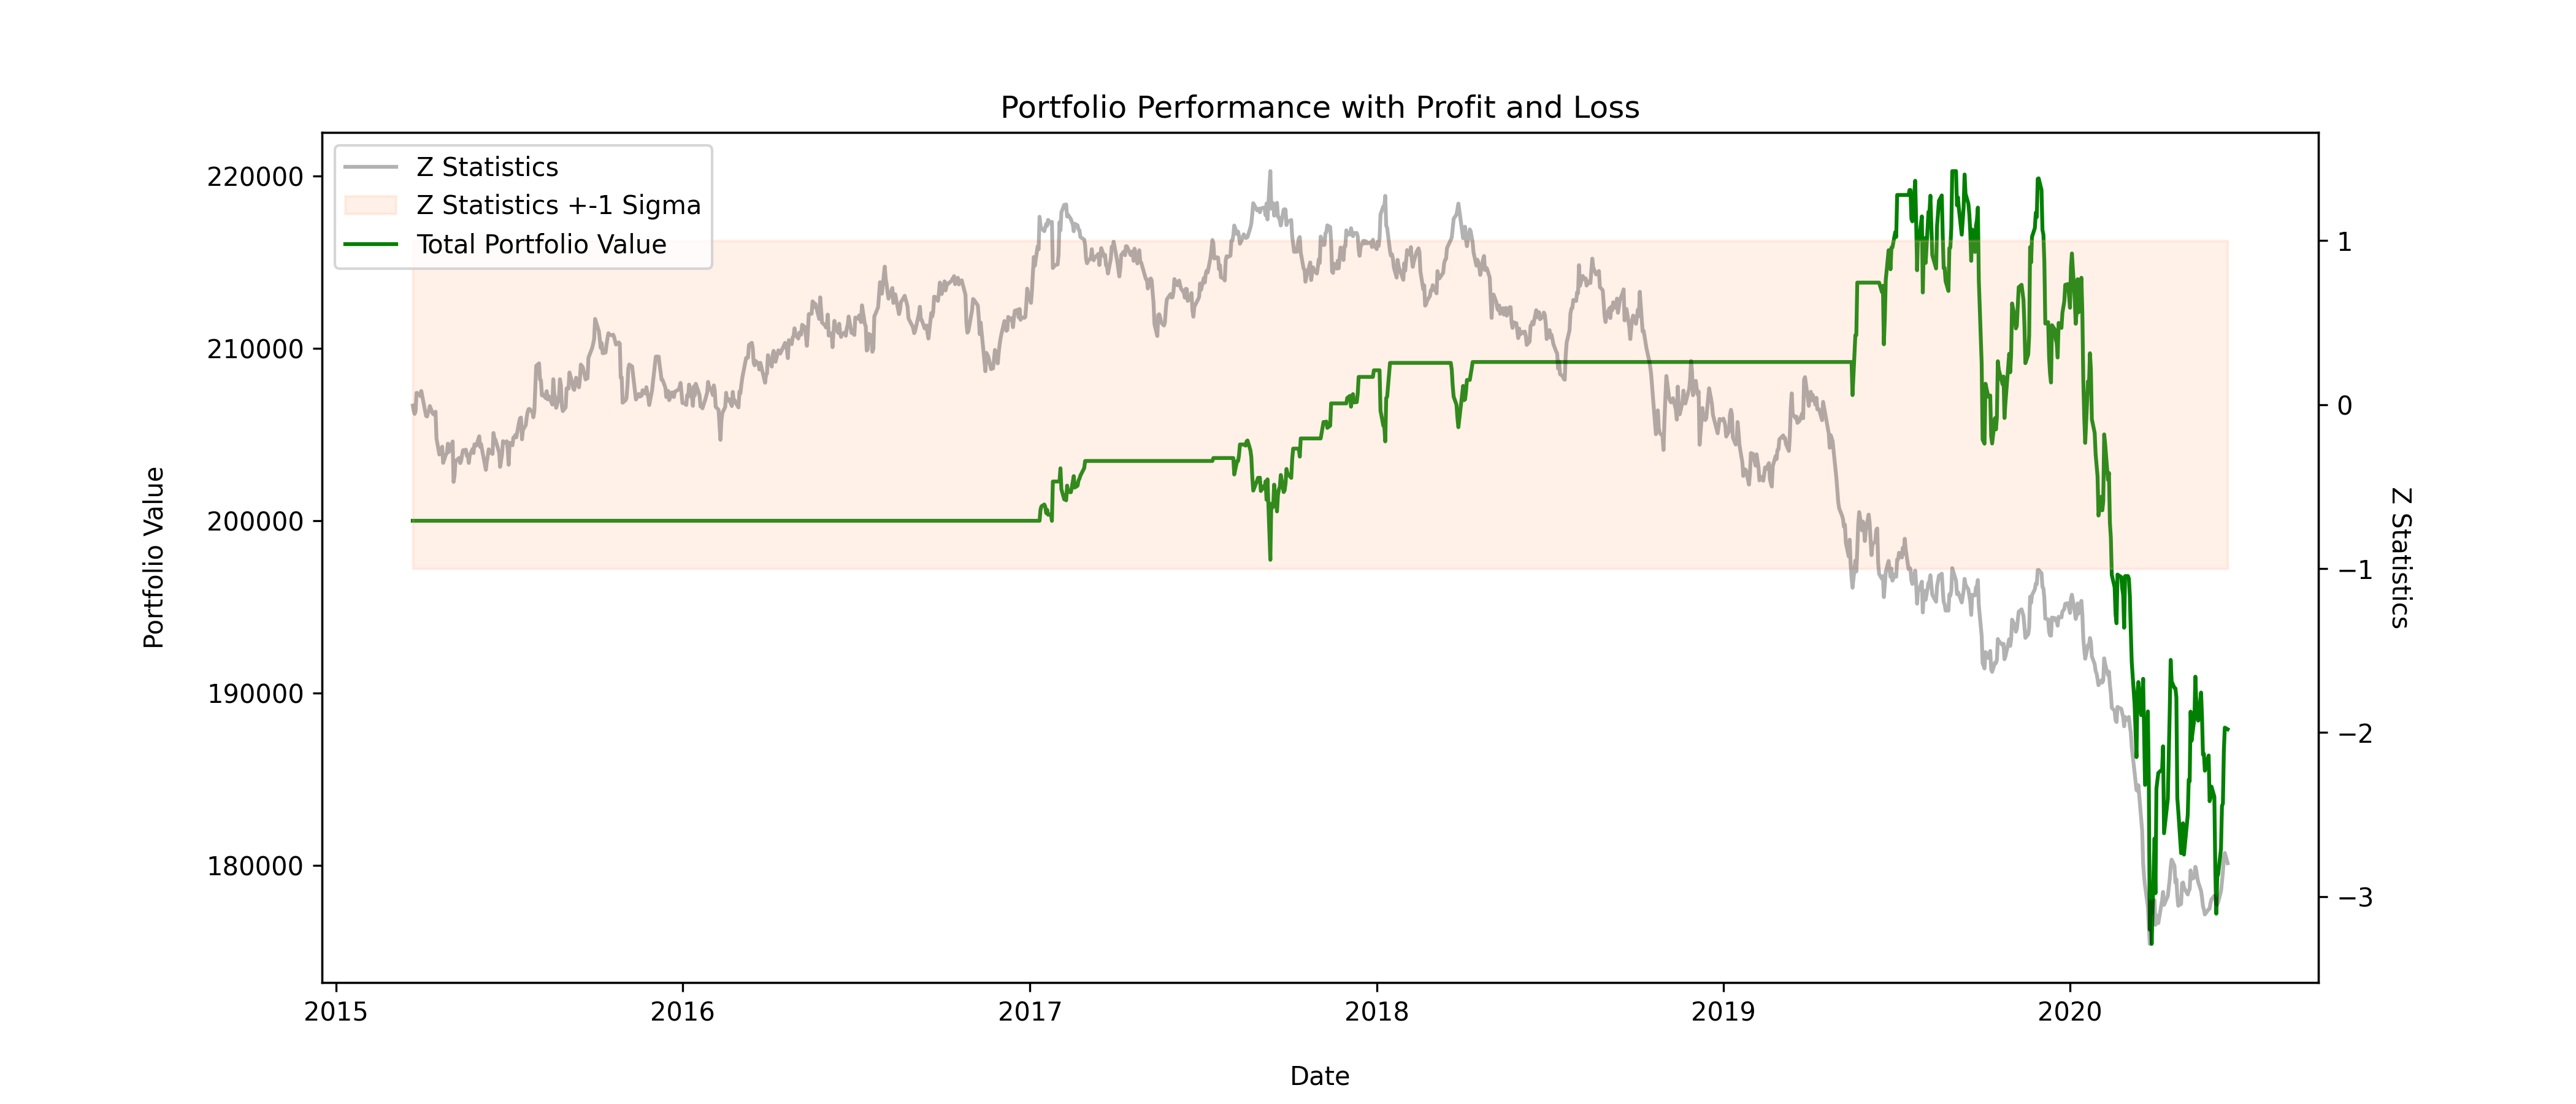 Portfolio Performance with Profit and Loss
Z Statistics
Z Statistics +-1 Sigma
Total Portfolio Value
220000
210000
200000
190000
180000
Portfolio Value
1
0
−1
−2
−3
Z Statistics
2015
2016
2017
2018
2019
2020
Date